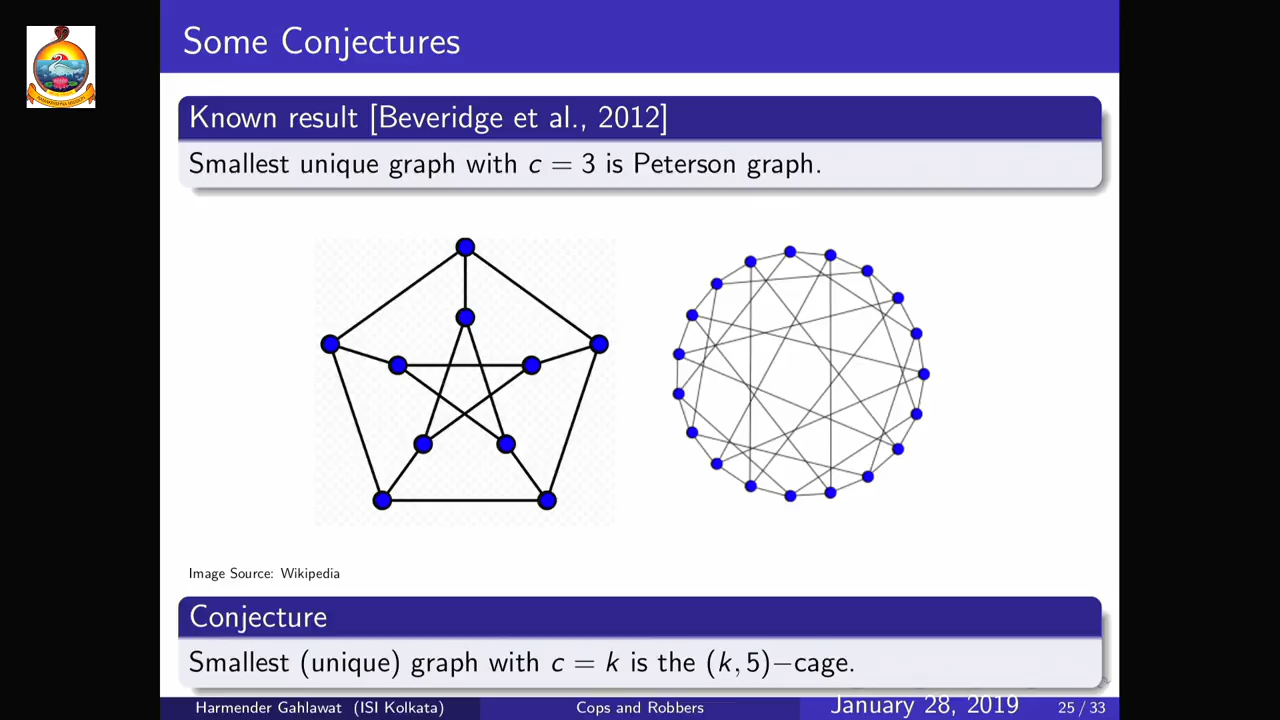 Some Conjectures
Known result [Beveridge et al., 2012]
Smallest unique graph with c = 3 is Peterson graph.
Image Source: Wikipedia
Conjecture
Smallest (unique) graph with c = k is the (k, 5)−cage.
Harmender Gahlawat (ISI Kolkata) Cops and Robbers January 28, 2019 25 / 33